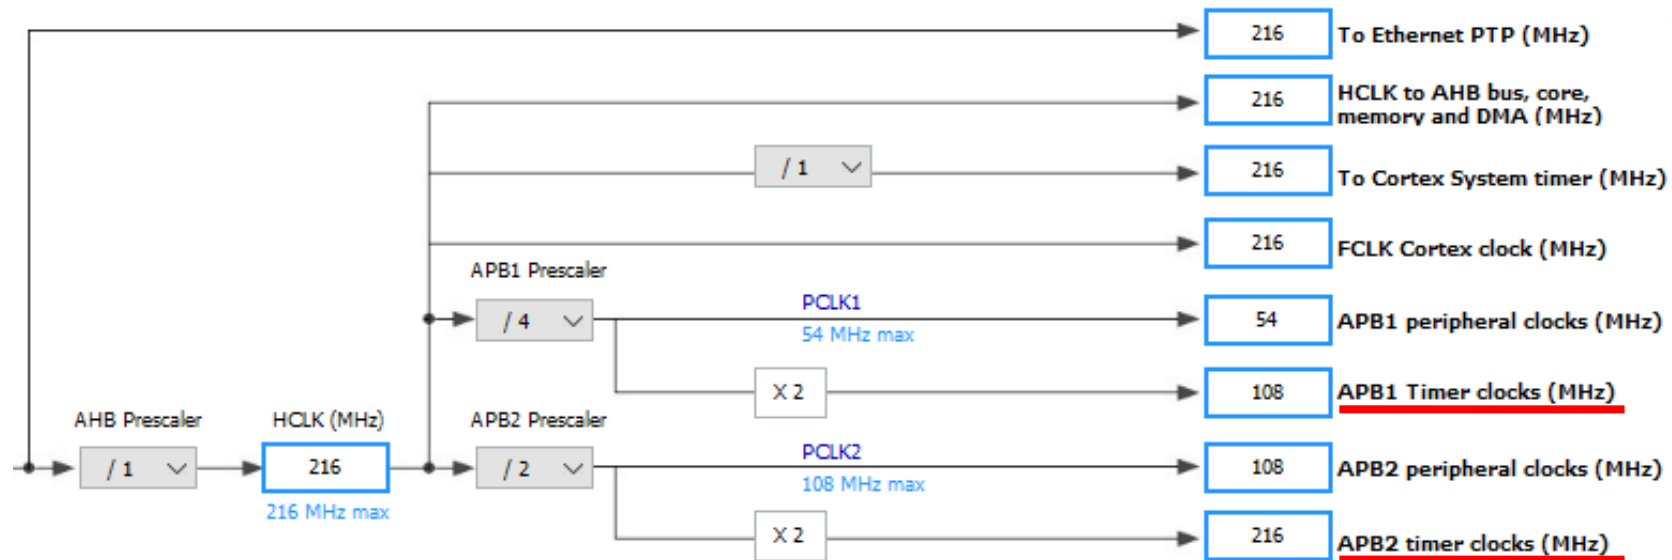 216
To Ethernet PTP (MHz)
216
HCLK to AHB bus, core,
memory and DMA (MHz)
/ 1
216
To Cortex System timer (MHz)
216
FCLK Cortex clock (MHz)
APB1 Prescaler
/ 4
PCLK1
54 MHz max
54
APB1 peripheral clocks (MHz)
X 2
108
APB1 Timer clocks (MHz)
AHB Prescaler
HCLK (MHz)
APB2 Prescaler
/ 1
216
216 MHz max
/ 2
PCLK2
108 MHz max
108
APB2 peripheral clocks (MHz)
X 2
216
APB2 timer clocks (MHz)